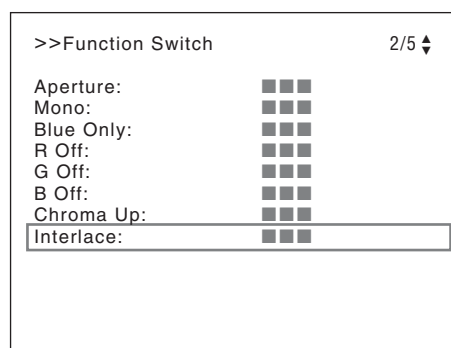 >>Function Switch 2/5
Aperture: ■■■
Mono: ■■■
Blue Only: ■■■
R Off: ■■■
G Off: ■■■
B Off: ■■■
Chroma Up: ■■■
Interlace: ■■■